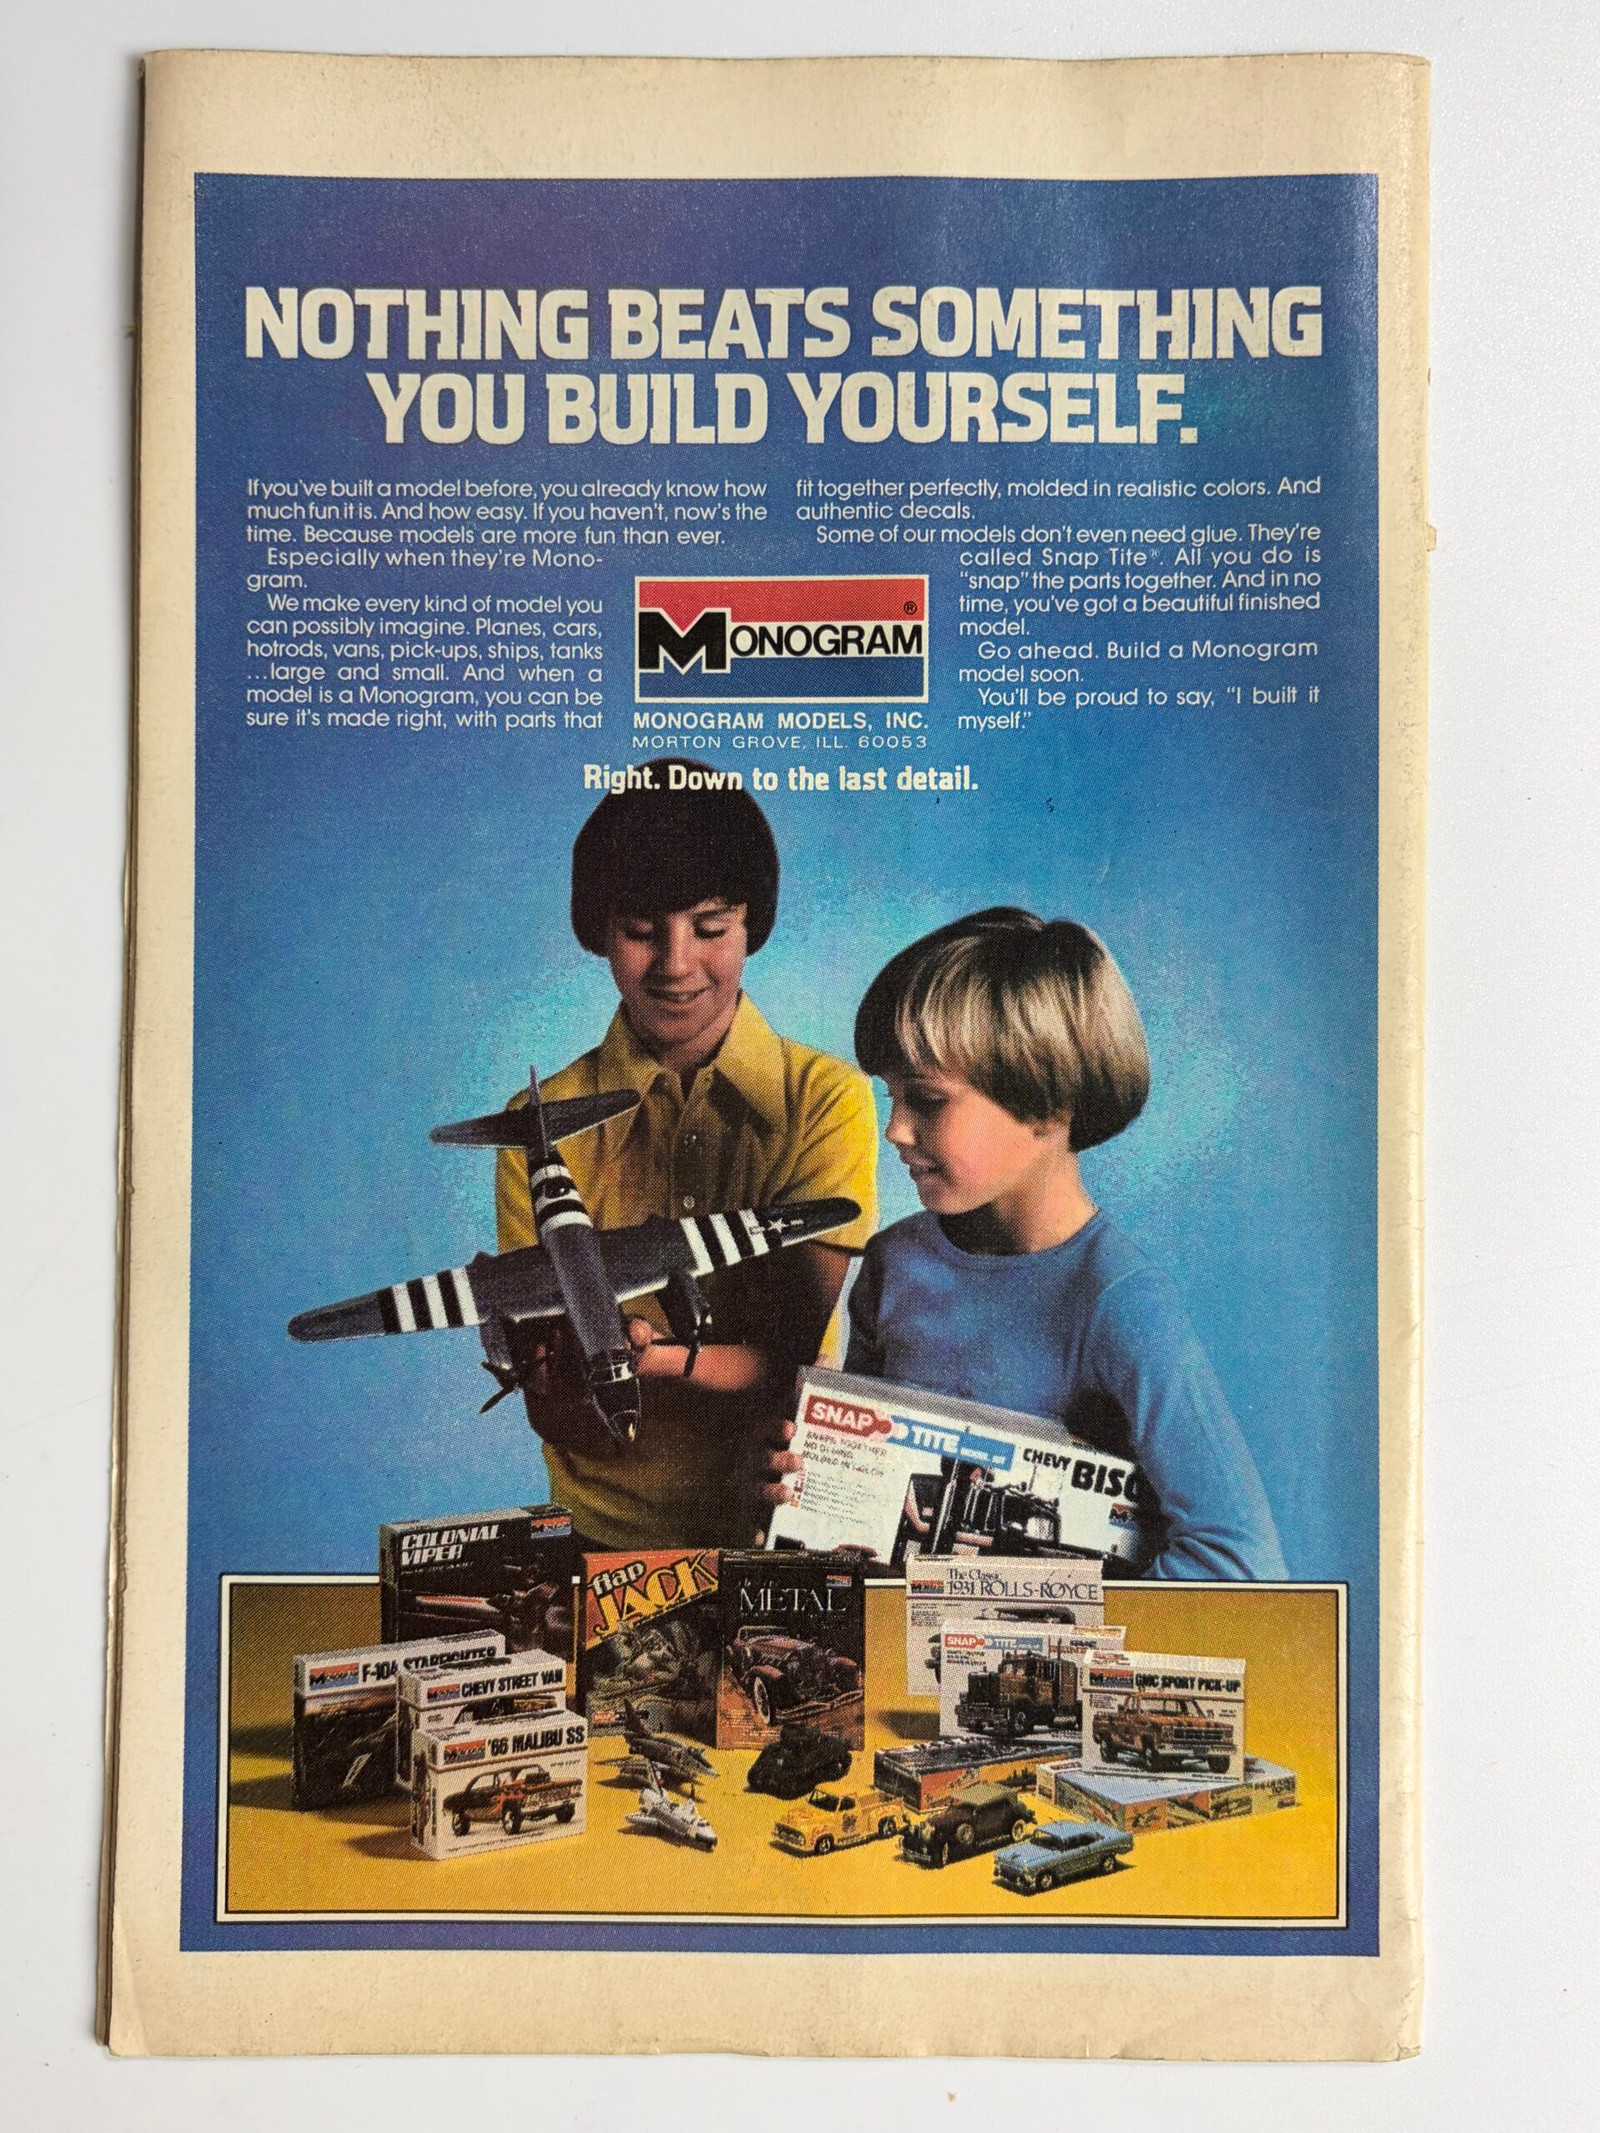 NOTHING BEATS SOMETHING
YOU BUILD YOURSELF.
If you've built a model before, you already know how
much fun it is. And how easy. If you haven't, now's the
time. Because models are more fun than ever.
Especially when they're Mono-
gram.
We make every kind of model you
can possibly imagine. Planes, cars,
hotrods, vans, pick-ups, ships, tanks
...large and small. And when a
model is a Monogram, you can be
sure it's made right, with parts that
fit together perfectly, molded in realistic colors. And
authentic decals.
Some of our models don't even need glue. They're
called Snap Tite®. All you do is
"snap" the parts together. And in no
time, you've got a beautiful finished
model.
Go ahead. Build a Monogram
model soon.
You'll be proud to say, "I built it
myself."
MONOGRAM ®
MONOGRAM MODELS, INC.
MORTON GROVE, ILL. 60053
Right. Down to the last detail.
SNAP TITE MODEL KIT
SNAPS TOGETHER
NO GLUING
MOLDED IN COLOR
CHEVY BISO
COLONIAL
VIPER
flap
JACK
METAL
The Classic
1931 ROLLS-ROYCE
F-104 STARFIGHTER
CHEVY STREET VAN
'66 MALIBU SS
SNAP TITE
GMC SPORT PICK-UP